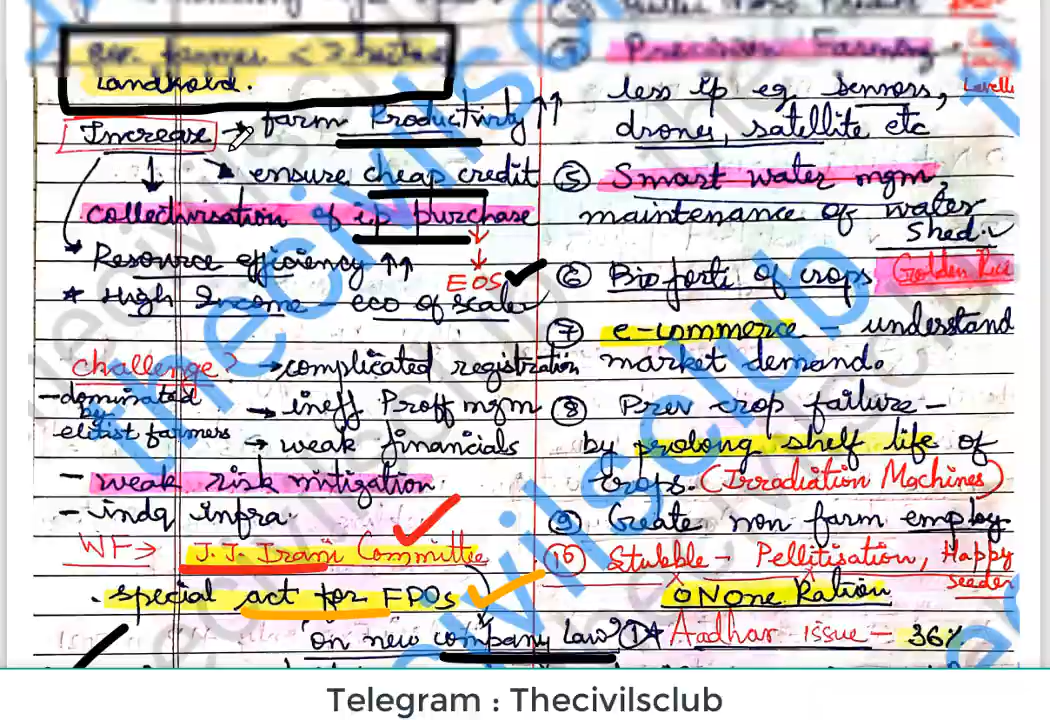 landhold.
Increase → farm Productivity ↑↑
↘ ensure cheap credit
collectivisation of i.p purchase
Resource efficiency ↑↑
EOS
* High Income eco of scale
challenge? → complicated registration
- dominated by elitist farmers
→ ineff Proff mgm
→ weak financials
- weak risk mitigation.
- indq infra.
WF⇒ J.J. Irani Committe
. special act for FPOs
on new company law?
Precision Farming -
less ip eg sensors,
drones, satellite etc
⑤ Smart water mgm,
maintenance of water
shed.
⑥ Bioforti of crops Golden Rice
⑦ e-commerce - understand
market demand.
⑧ Prev crop failure -
by prolong shelf life of
crops. (Irradiation Machines)
⑨ Create non farm employ
⑩ Stubble - Pellitisation, Happy
seeder
ONOne Ration
①* Aadhar issue - 36%
thecivilsclub
Telegram : Thecivilsclub